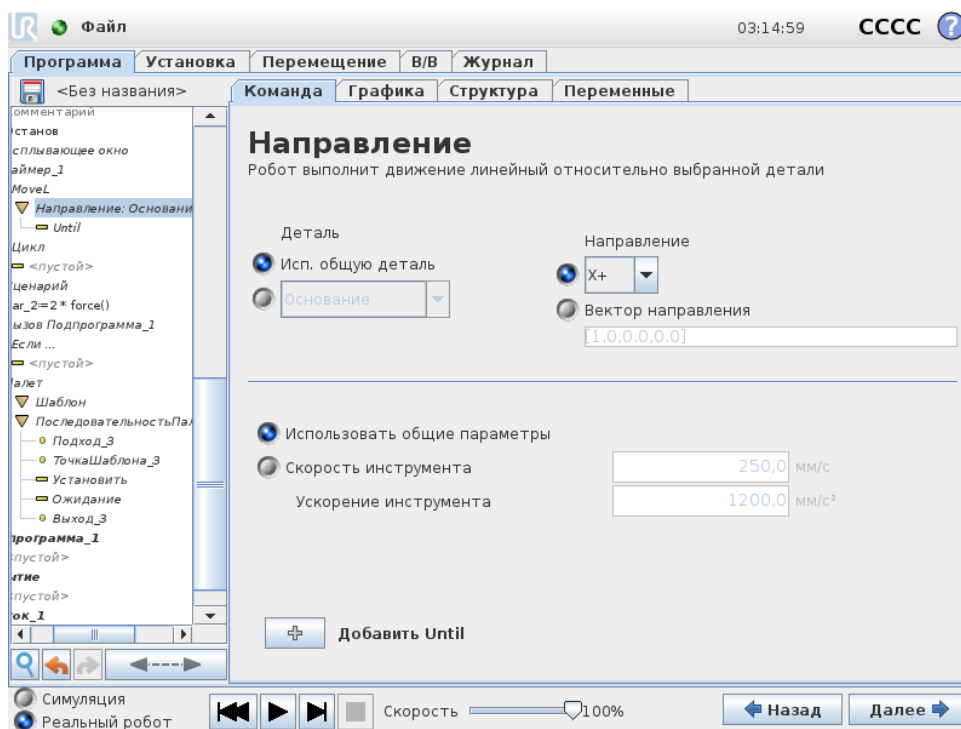 UR Файл 03:14:59 CCCC ?
Программа Установка Перемещение В/В Журнал
<Без названия> Команда Графика Структура Переменные
станов
сплывающее окно
аймер_1
MoveL
Направление: Основани
Until
Цикл
<пустой>
ценарий
ar_2:=2 * force()
ызов Подпрограмма_1
Если ...
<пустой>
алет
Шаблон
ПоследовательностьПал
Подход_3
ТочкаШаблона_3
Установить
Ожидание
Выход_3
программа_1
<пустой>
ытие
<пустой>
ок_1
Направление
Робот выполнит движение линейный относительно выбранной детали
Деталь
Исп. общую деталь
Основание
Направление
X+
Вектор направления
[1.0,0.0,0.0]
Использовать общие параметры
Скорость инструмента 250,0 мм/с
Ускорение инструмента 1200,0 мм/с²
Добавить Until
Симуляция
Реальный робот
Скорость 100%
Назад Далее